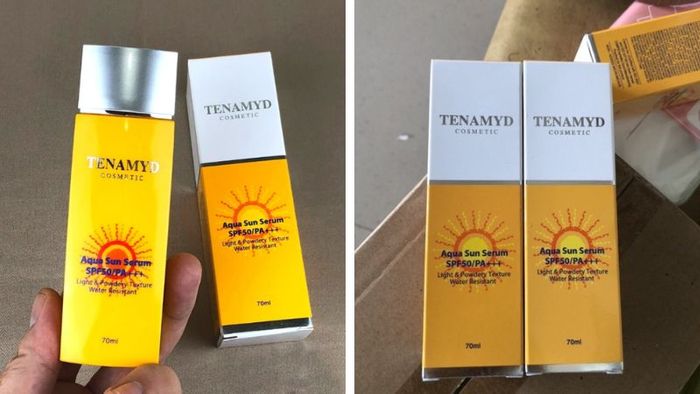 TENAMYD
COSMETIC
Aqua Sun Serum
SPF50/PA+++
Light & Powdery Texture
Water Resistant
70ml
TENAMYD
COSMETIC
Aqua Sun Serum
SPF50/PA+++
Light & Powdery Texture
Water Resistant
70ml
TENAMYD
COSMETIC
Aqua Sun Serum
SPF50/PA+++
Light & Powdery Texture
Water Resistant
70ml
TENAMYD
COSMETIC
Aqua Sun Serum
SPF50/PA+++
Light & Powdery Texture
Water Resistant
70ml